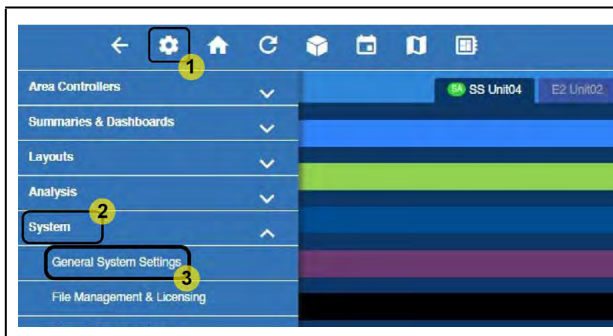 1
Area Controllers
SA SS Unit04 E2 Unit02
Summaries & Dashboards
Layouts
Analysis
2
System
General System Settings
3
File Management & Licensing